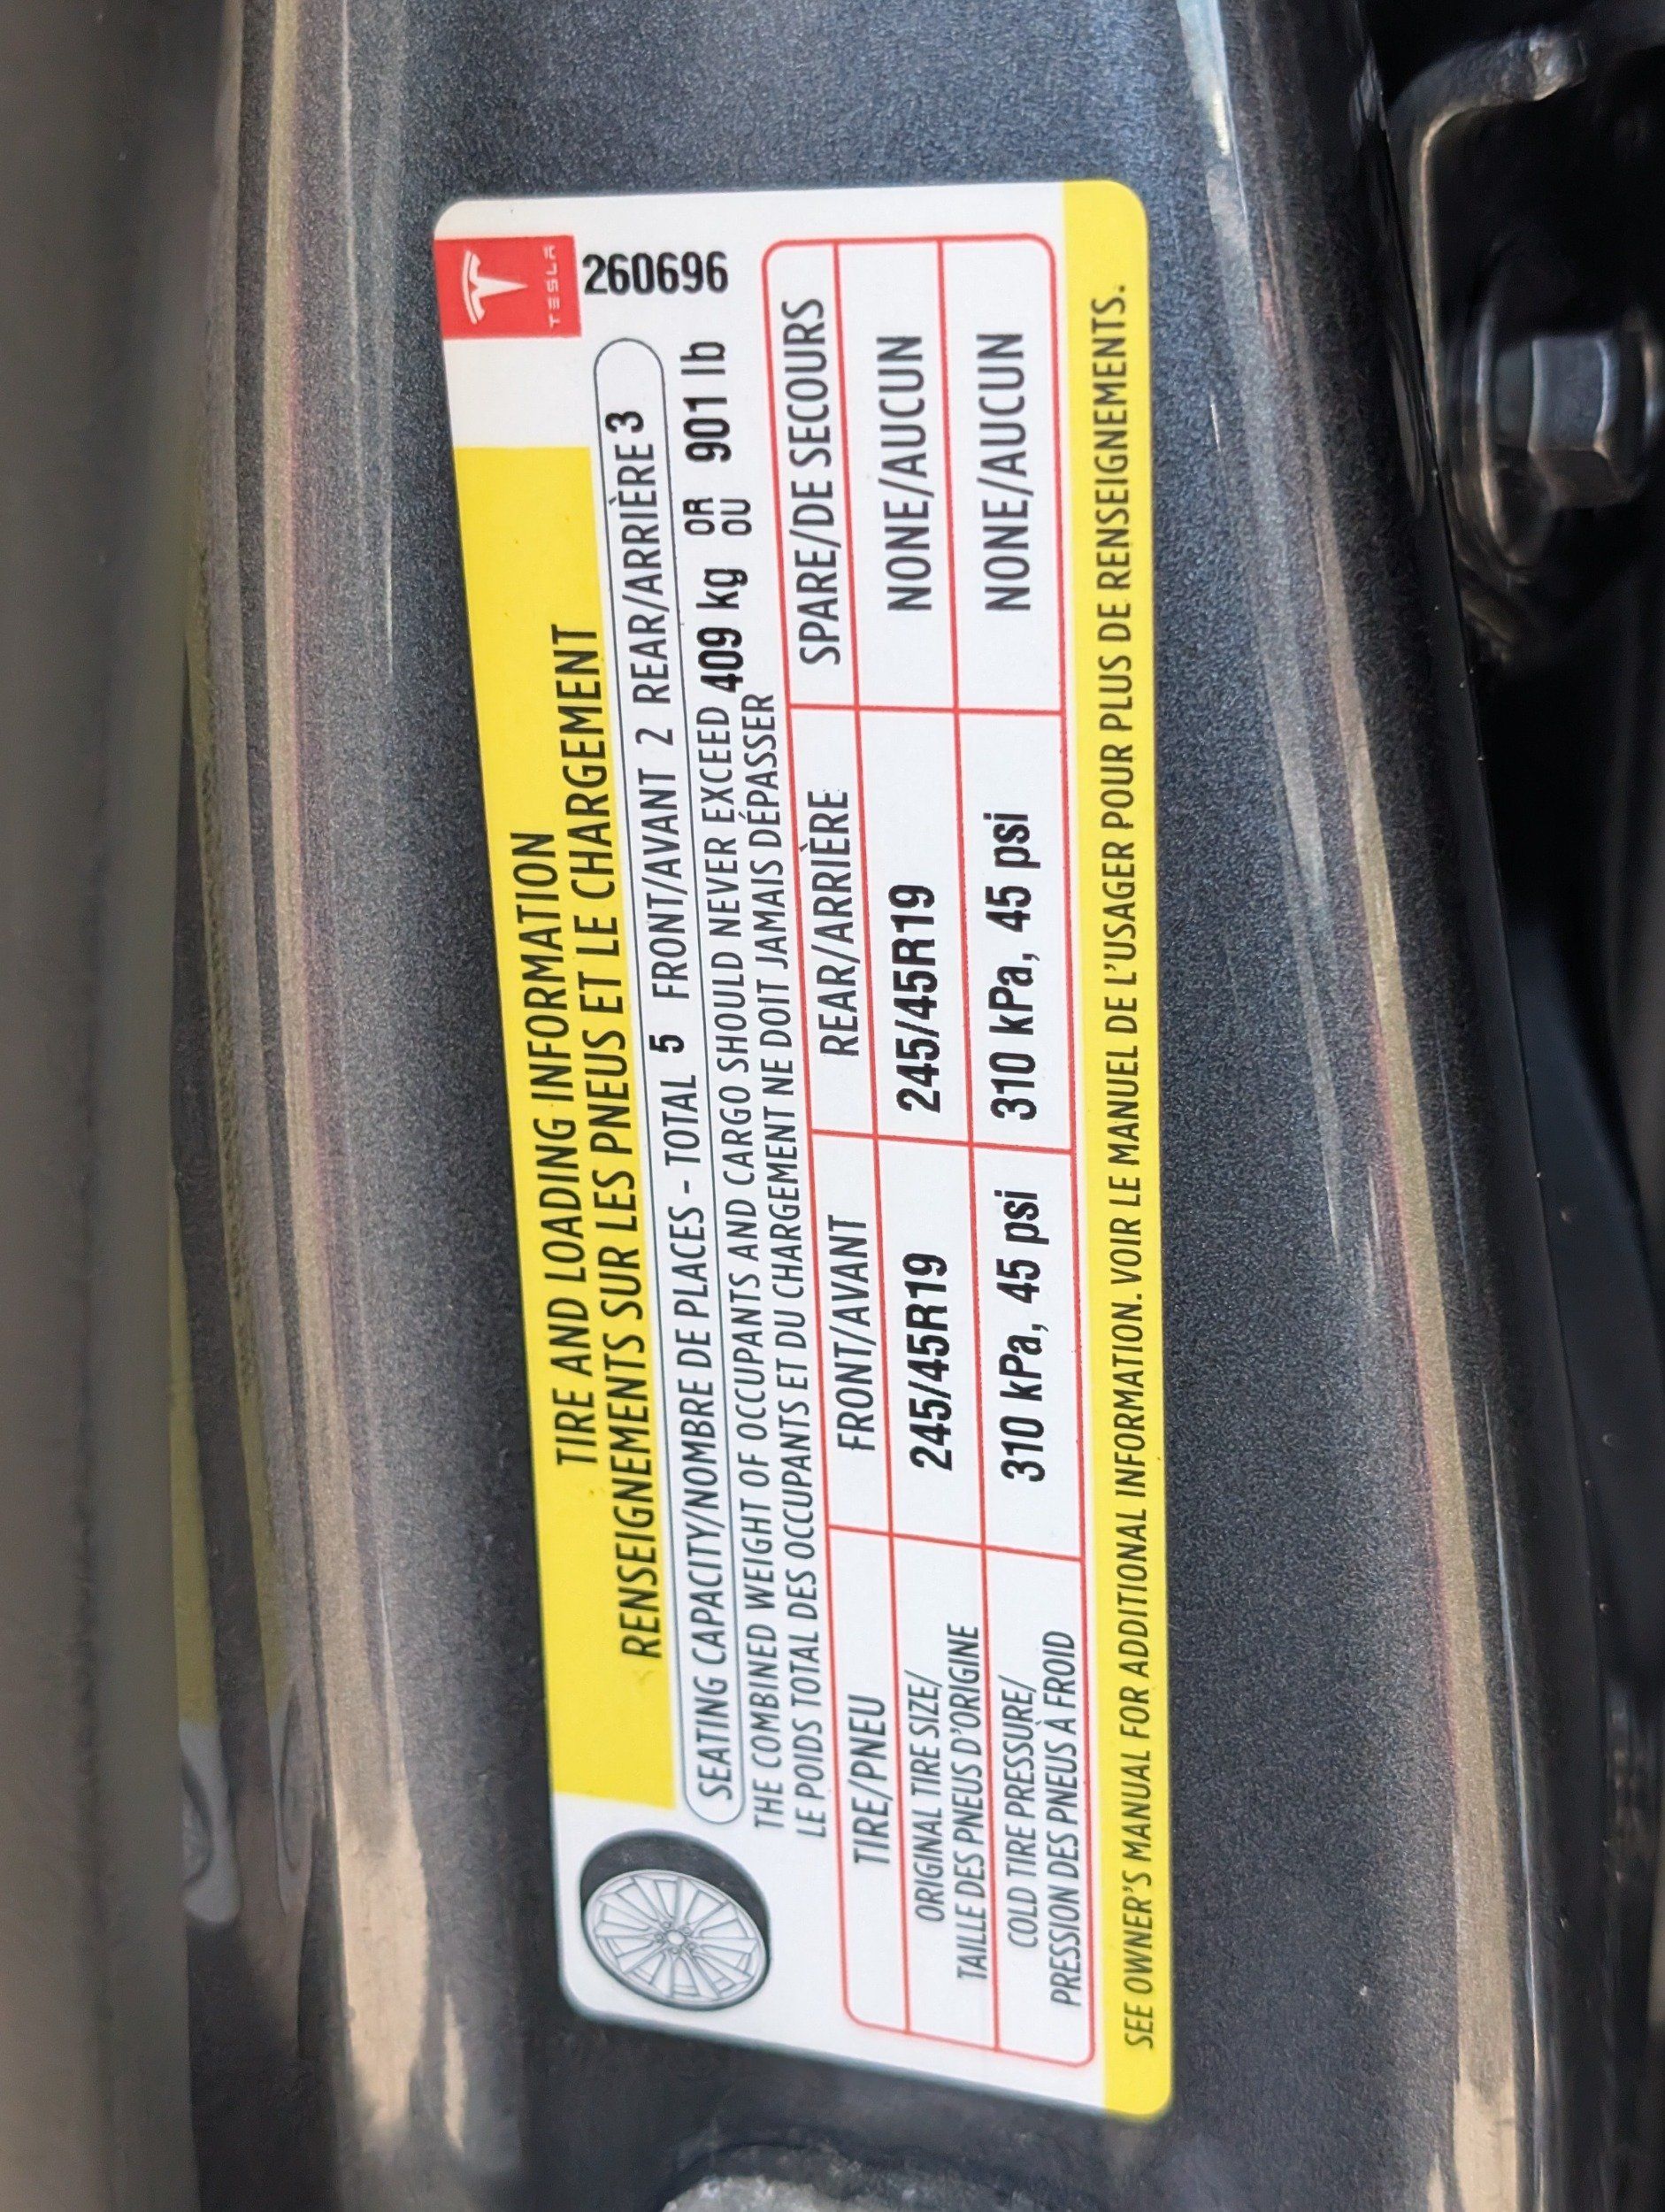 TESLA
TIRE AND LOADING INFORMATION
RENSEIGNEMENTS SUR LES PNEUS ET LE CHARGEMENT
260696
SEATING CAPACITY/NOMBRE DE PLACES - TOTAL 5 FRONT/AVANT 2 REAR/ARRIÈRE 3
THE COMBINED WEIGHT OF OCCUPANTS AND CARGO SHOULD NEVER EXCEED 409 kg OR 901 lb
LE POIDS TOTAL DES OCCUPANTS ET DU CHARGEMENT NE DOIT JAMAIS DÉPASSER OU
TIRE/PNEU FRONT/AVANT REAR/ARRIÈRE SPARE/DE SECOURS
ORIGINAL TIRE SIZE/
TAILLE DES PNEUS D'ORIGINE 245/45R19 245/45R19 NONE/AUCUN
COLD TIRE PRESSURE/
PRESSION DES PNEUS À FROID 310 kPa, 45 psi 310 kPa, 45 psi NONE/AUCUN
SEE OWNER'S MANUAL FOR ADDITIONAL INFORMATION. VOIR LE MANUEL DE L'USAGER POUR PLUS DE RENSEIGNEMENTS.